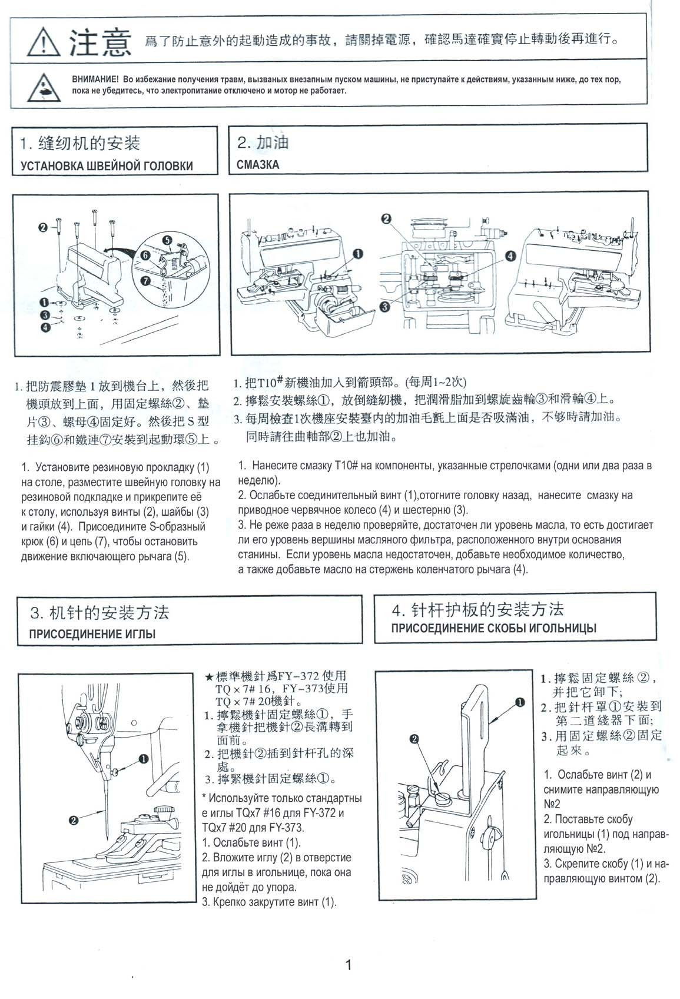 注意 爲了防止意外的起動造成的事故，請關掉電源，確認馬達確實停止轉動後再進行。
ВНИМАНИЕ! Во избежание получения травм, вызваных внезапным пуском машины, не приступайте к действиям, указанным ниже, до тех пор,
пока не убедитесь, что электропитание отключено и мотор не работает.
1. 缝纫机的安装
УСТАНОВКА ШВЕЙНОЙ ГОЛОВКИ
2. 加油
СМАЗКА
❷
❺
❻
❼
❶
❸
❹
❷
❶
❹
❸
1. 把防震膠墊 1 放到機台上，然後把
機頭放到上面，用固定螺絲②、墊
片③、螺母④固定好。然後把 S 型
挂鈎⑥和鐵連⑦安裝到起動環⑤上。
1. Установите резиновую прокладку (1)
на столе, разместите швейную головку на
резиновой подкладке и прикрепите её
к столу, используя винты (2), шайбы (3)
и гайки (4). Присоедините S-образный
крюк (6) и цепь (7), чтобы остановить
движение включающего рычага (5).
1. 把T10#新機油加入到箭頭部。(每周1~2次)
2. 擰鬆安裝螺絲①，放倒縫紉機，把潤滑脂加到螺旋齒輪③和滑輪④上。
3. 每周檢查1次機座安裝臺内的加油毛氈上面是否吸滿油，不够時請加油。
同時請往曲軸部②上也加油。
1. Нанесите смазку T10# на компоненты, указанные стрелочками (одни или два раза в
неделю).
2. Ослабьте соединительный винт (1),отогните головку назад, нанесите смазку на
приводное червячное колесо (4) и шестерню (3).
3. Не реже раза в неделю проверяйте, достаточен ли уровень масла, то есть достигает
ли его уровень вершины масляного фильтра, расположенного внутри основания
станины. Если уровень масла недостаточен, добавьте необходимое количество,
а также добавьте масло на стержень коленчатого рычага (4).
3. 机针的安装方法
ПРИСОЕДИНЕНИЕ ИГЛЫ
❶
❷
★標準機針爲FY-372 使用
TQ × 7# 16，FY-373使用
TQ × 7# 20機針。
1. 擰鬆機針固定螺絲①，手
拿機針把機針②長溝轉到
面前。
2. 把機針②插到針杆孔的深
處。
3. 擰緊機針固定螺絲①。
* Используйте только стандартны
е иглы TQx7 #16 для FY-372 и
TQx7 #20 для FY-373.
1. Ослабьте винт (1).
2. Вложите иглу (2) в отверстие
для иглы в игольнице, пока она
не дойдёт до упора.
3. Крепко закрутите винт (1).
4. 针杆护板的安装方法
ПРИСОЕДИНЕНИЕ СКОБЫ ИГОЛЬНИЦЫ
❶
❷
1. 擰鬆固定螺絲②，
并把它卸下;
2. 把針杆罩①安裝到
第二道綫器下面;
3. 用固定螺絲②固定
起來。
1. Ослабьте винт (2) и
снимите направляющую
№2
2. Поставьте скобу
игольницы (1) под направ-
ляющую №2.
3. Скрепите скобу (1) и на-
правляющую винтом (2).
1